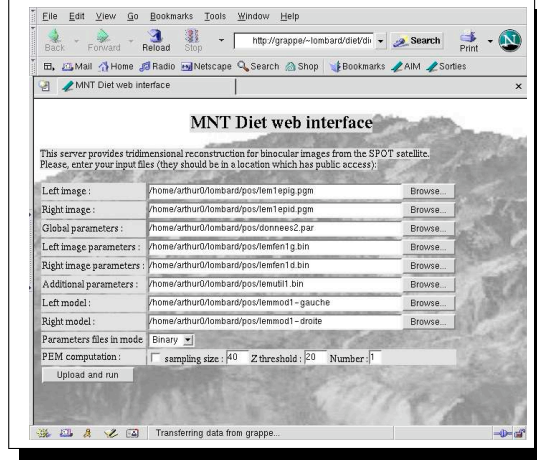 File Edit View Go Bookmarks Tools Window Help
Back Forward Reload Stop http://grappe/~lombard/diet/di Search Print N
Mail Home Radio Netscape Search Shop Bookmarks AIM Sorties
MNT Diet web interface x
MNT Diet web interface
This server provides tridimensional reconstruction for binocular images from the SPOT satellite.
Please, enter your input files (they should be in a location which has public access):
Left image : /home/arthur0/lombard/pos/lem1epig.pgm Browse...
Right image : /home/arthur0/lombard/pos/lem1epid.pgm Browse...
Global parameters : /home/arthur0/lombard/pos/donnees2.par Browse...
Left image parameters : /home/arthur0/lombard/pos/lemfen1g.bin Browse...
Right image parameters : /home/arthur0/lombard/pos/lemfen1d.bin Browse...
Additional parameters : /home/arthur0/lombard/pos/lemutil1.bin Browse...
Left model : /home/arthur0/lombard/pos/lemmod1-gauche Browse...
Right model : /home/arthur0/lombard/pos/lemmod1-droite Browse...
Parameters files in mode Binary
PEM computation : sampling size : 40 Z threshold : 20 Number : 1
Upload and run
Transferring data from grappe...